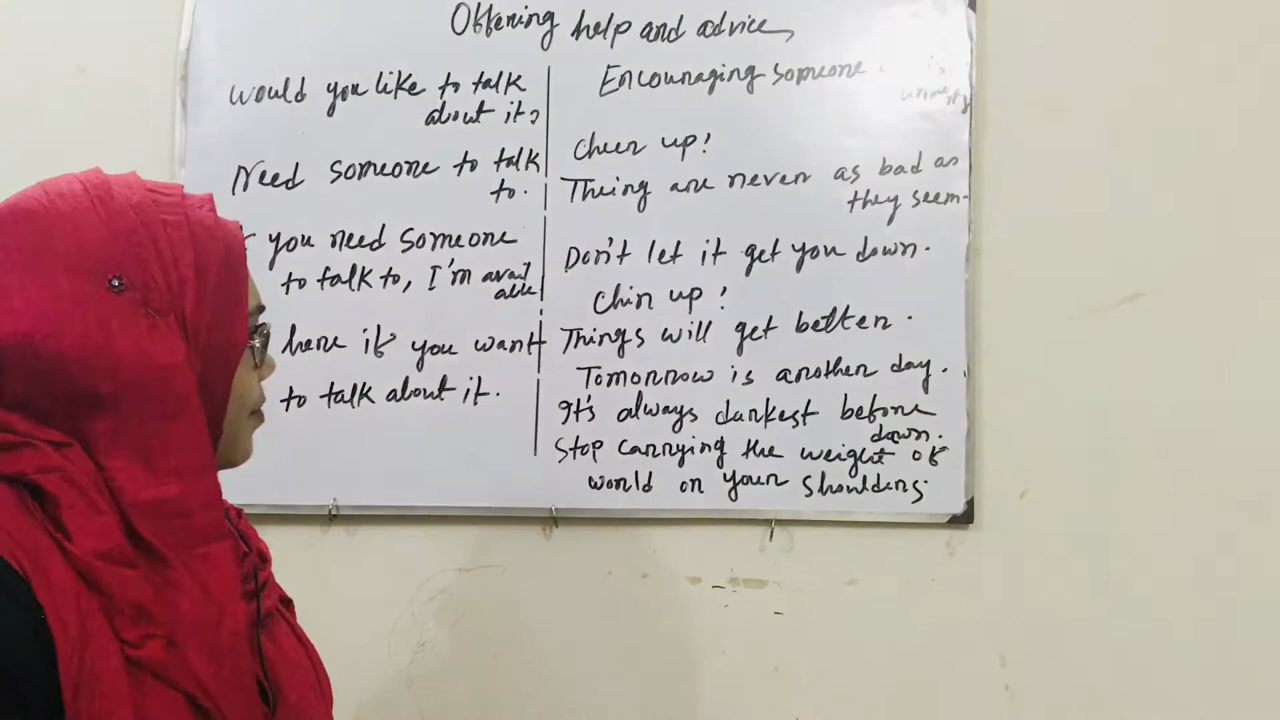 Offering help and advice,
would you like to talk
about it?
Need someone to talk
to.
you need someone
to talk to, I'm avail
able
here if you want
to talk about it.
Encouraging someone
Cheer up!
Theing are never as bad as
they seem.
Don't let it get you down.
Chin up!
Things will get better.
Tomorrow is another day.
It's always darkest before
down.
Stop carrying the weight of
world on your shoulders.